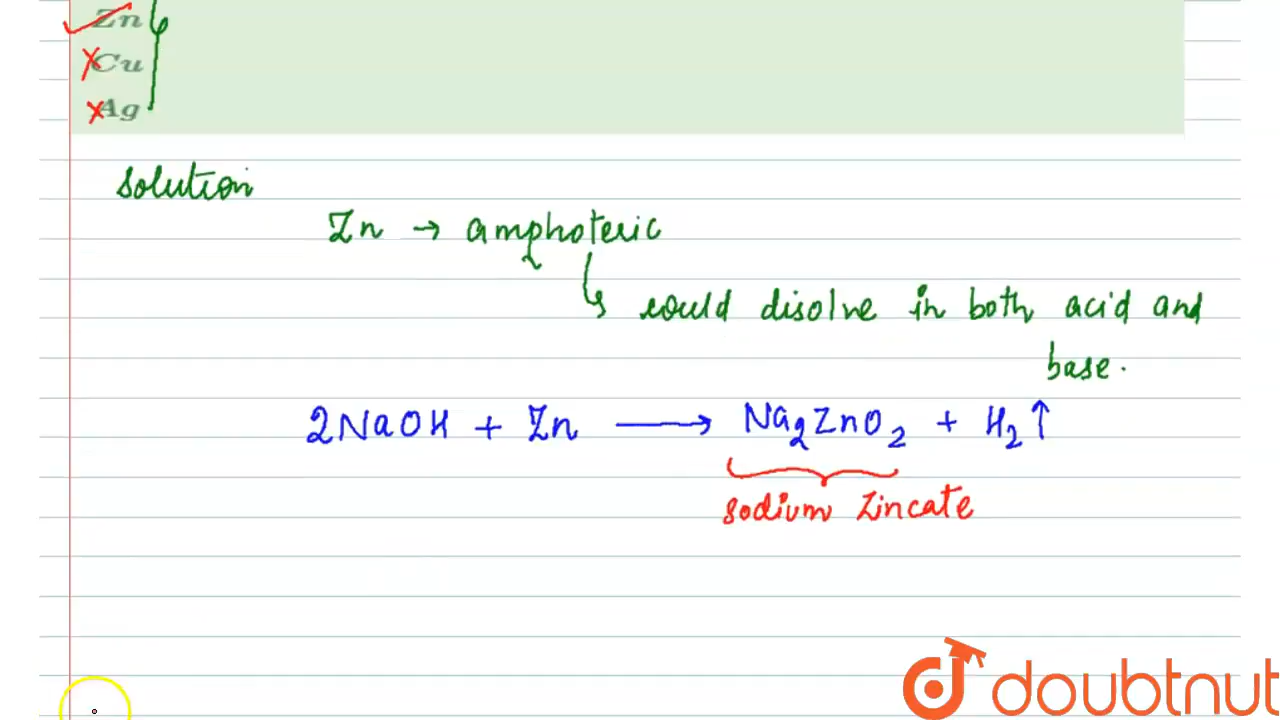 Zn
Cu
Ag
Solution
Zn → amphoteric
↳ could disolve in both acid and
base.
2NaOH + Zn ⟶ Na₂ZnO₂ + H₂↑
Sodium Zincate
doubtnut